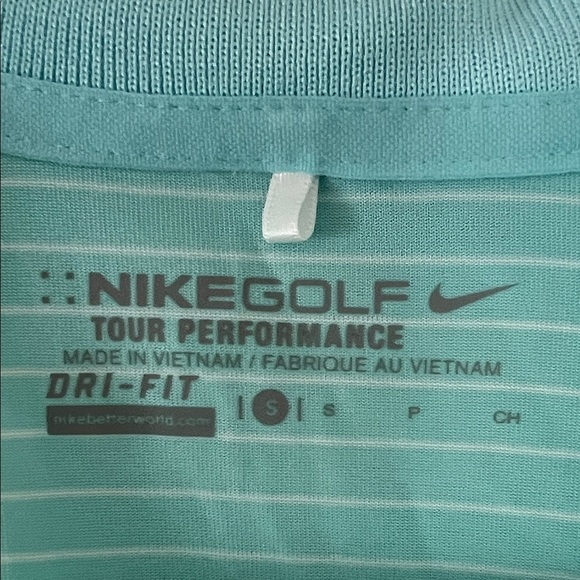 NIKEGOLF
TOUR PERFORMANCE
MADE IN VIETNAM / FABRIQUE AU VIETNAM
DRI-FIT
nikebetterworld.com
|S| S P CH